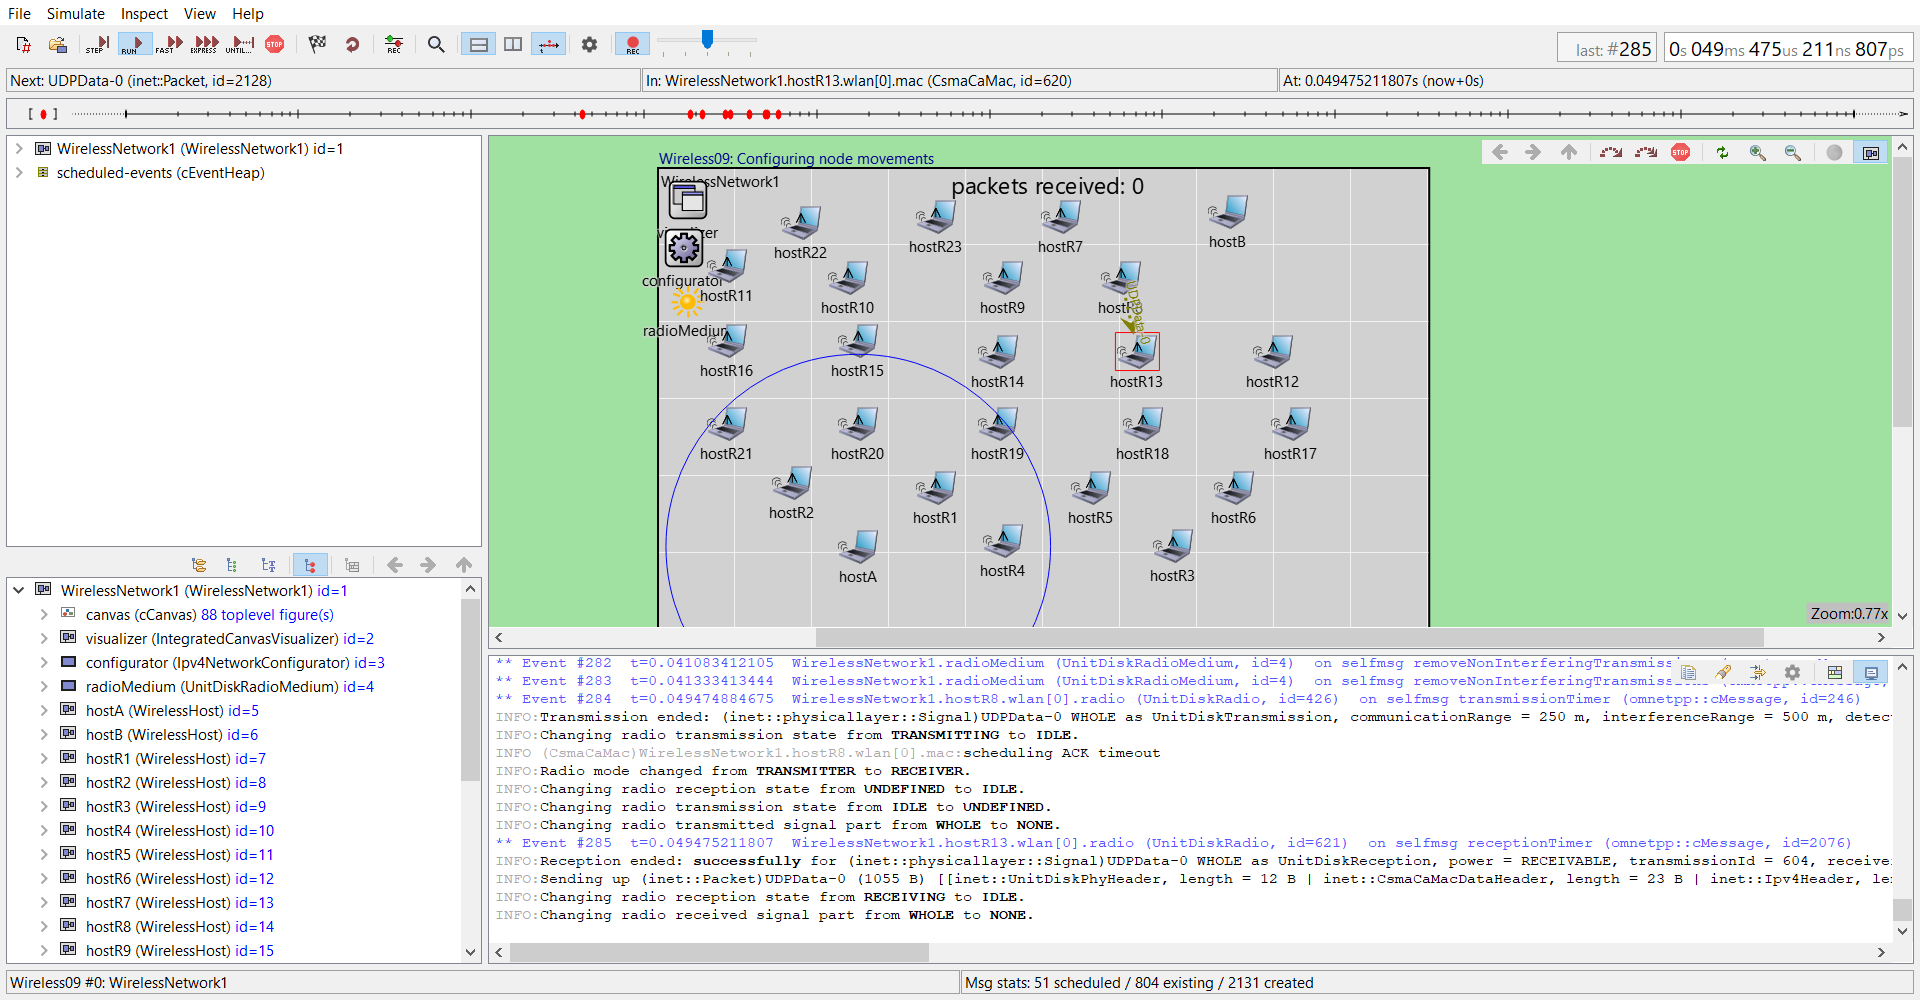 File Simulate Inspect View Help
STEP RUN FAST EXPRESS UNTIL... STOP REC REC
last: #285 0s 049ms 475us 211ns 807ps
Next: UDPData-0 (inet::Packet, id=2128) In: WirelessNetwork1.hostR13.wlan[0].mac (CsmaCaMac, id=620) At: 0.049475211807s (now+0s)
WirelessNetwork1 (WirelessNetwork1) id=1
scheduled-events (cEventHeap)
WirelessNetwork1 (WirelessNetwork1) id=1
canvas (cCanvas) 88 toplevel figure(s)
visualizer (IntegratedCanvasVisualizer) id=2
configurator (Ipv4NetworkConfigurator) id=3
radioMedium (UnitDiskRadioMedium) id=4
hostA (WirelessHost) id=5
hostB (WirelessHost) id=6
hostR1 (WirelessHost) id=7
hostR2 (WirelessHost) id=8
hostR3 (WirelessHost) id=9
hostR4 (WirelessHost) id=10
hostR5 (WirelessHost) id=11
hostR6 (WirelessHost) id=12
hostR7 (WirelessHost) id=13
hostR8 (WirelessHost) id=14
hostR9 (WirelessHost) id=15
Wireless09: Configuring node movements
STOP
WirelessNetwork1
packets received: 0
visualizer
hostR22 hostR23 hostR7 hostB
configurator
hostR11 hostR10 hostR9
UDPData-0
radioMedium
hostR16 hostR15 hostR14 hostR13 hostR12
hostR21 hostR20 hostR19 hostR18 hostR17
hostR2 hostR1 hostR5 hostR6
hostA hostR4 hostR3
Zoom:0.77x
** Event #282 t=0.041083412105 WirelessNetwork1.radioMedium (UnitDiskRadioMedium, id=4) on selfmsg removeNonInterferingTransmis
** Event #283 t=0.041333413444 WirelessNetwork1.radioMedium (UnitDiskRadioMedium, id=4) on selfmsg removeNonInterferingTransmis
** Event #284 t=0.049474884675 WirelessNetwork1.hostR8.wlan[0].radio (UnitDiskRadio, id=426) on selfmsg transmissionTimer (omnetpp::cMessage, id=246)
INFO:Transmission ended: (inet::physicallayer::Signal)UDPData-0 WHOLE as UnitDiskTransmission, communicationRange = 250 m, interferenceRange = 500 m, detec
INFO:Changing radio transmission state from TRANSMITTING to IDLE.
INFO (CsmaCaMac)WirelessNetwork1.hostR8.wlan[0].mac:scheduling ACK timeout
INFO:Radio mode changed from TRANSMITTER to RECEIVER.
INFO:Changing radio reception state from UNDEFINED to IDLE.
INFO:Changing radio transmission state from IDLE to UNDEFINED.
INFO:Changing radio transmitted signal part from WHOLE to NONE.
** Event #285 t=0.049475211807 WirelessNetwork1.hostR13.wlan[0].radio (UnitDiskRadio, id=621) on selfmsg receptionTimer (omnetpp::cMessage, id=2076)
INFO:Reception ended: successfully for (inet::physicallayer::Signal)UDPData-0 WHOLE as UnitDiskReception, power = RECEIVABLE, transmissionId = 604, receive
INFO:Sending up (inet::Packet)UDPData-0 (1055 B) [[inet::UnitDiskPhyHeader, length = 12 B | inet::CsmaCaMacDataHeader, length = 23 B | inet::Ipv4Header, le
INFO:Changing radio reception state from RECEIVING to IDLE.
INFO:Changing radio received signal part from WHOLE to NONE.
Wireless09 #0: WirelessNetwork1 Msg stats: 51 scheduled / 804 existing / 2131 created